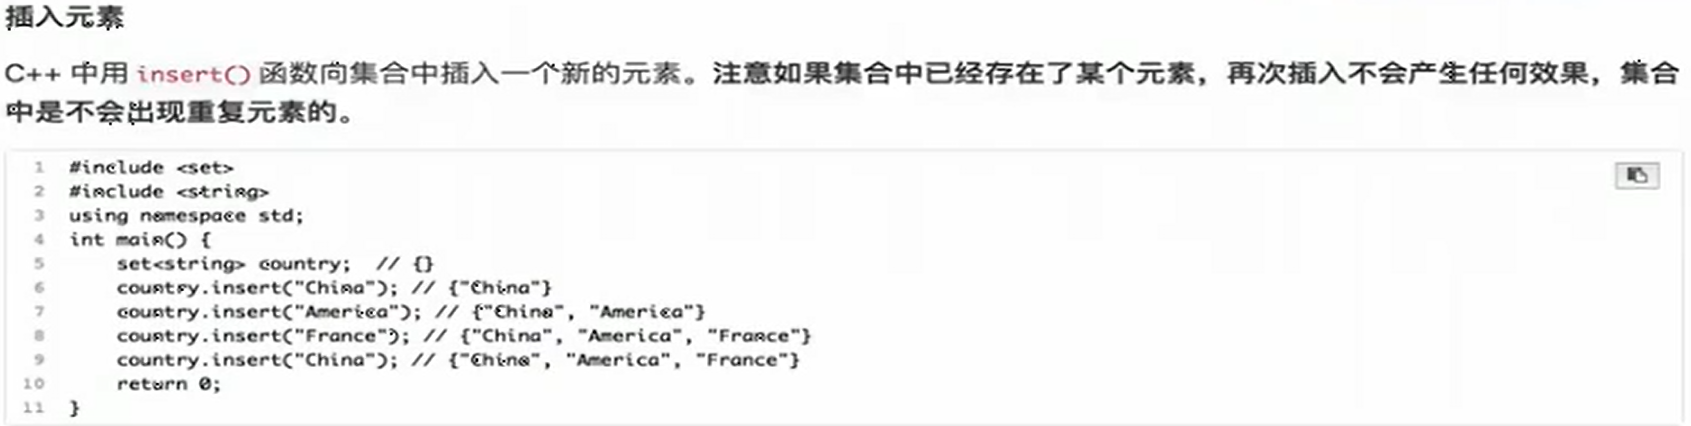 插入元素
C++ 中用 insert() 函数向集合中插入一个新的元素。注意如果集合中已经存在了某个元素，再次插入不会产生任何效果，集合
中是不会出现重复元素的。
1 #include <set>
2 #include <string>
3 using namespace std;
4 int main() {
5 set<string> country; // {}
6 country.insert("China"); // {"China"}
7 country.insert("America"); // {"China", "America"}
8 country.insert("France"); // {"China", "America", "France"}
9 country.insert("China"); // {"China", "America", "France"}
10 return 0;
11 }